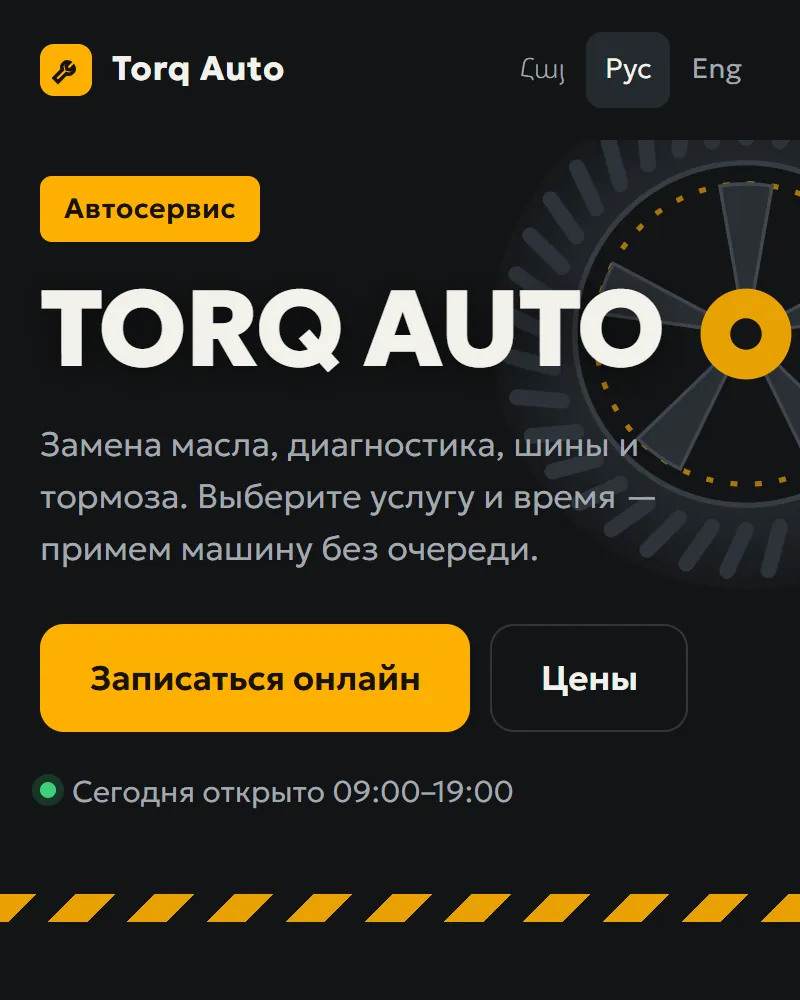 Torq Auto
Հայ
Рус
Eng
Автосервис
TORQ AUTO
Замена масла, диагностика, шины и
тормоза. Выберите услугу и время —
примем машину без очереди.
Записаться онлайн
Цены
Сегодня открыто 09:00–19:00